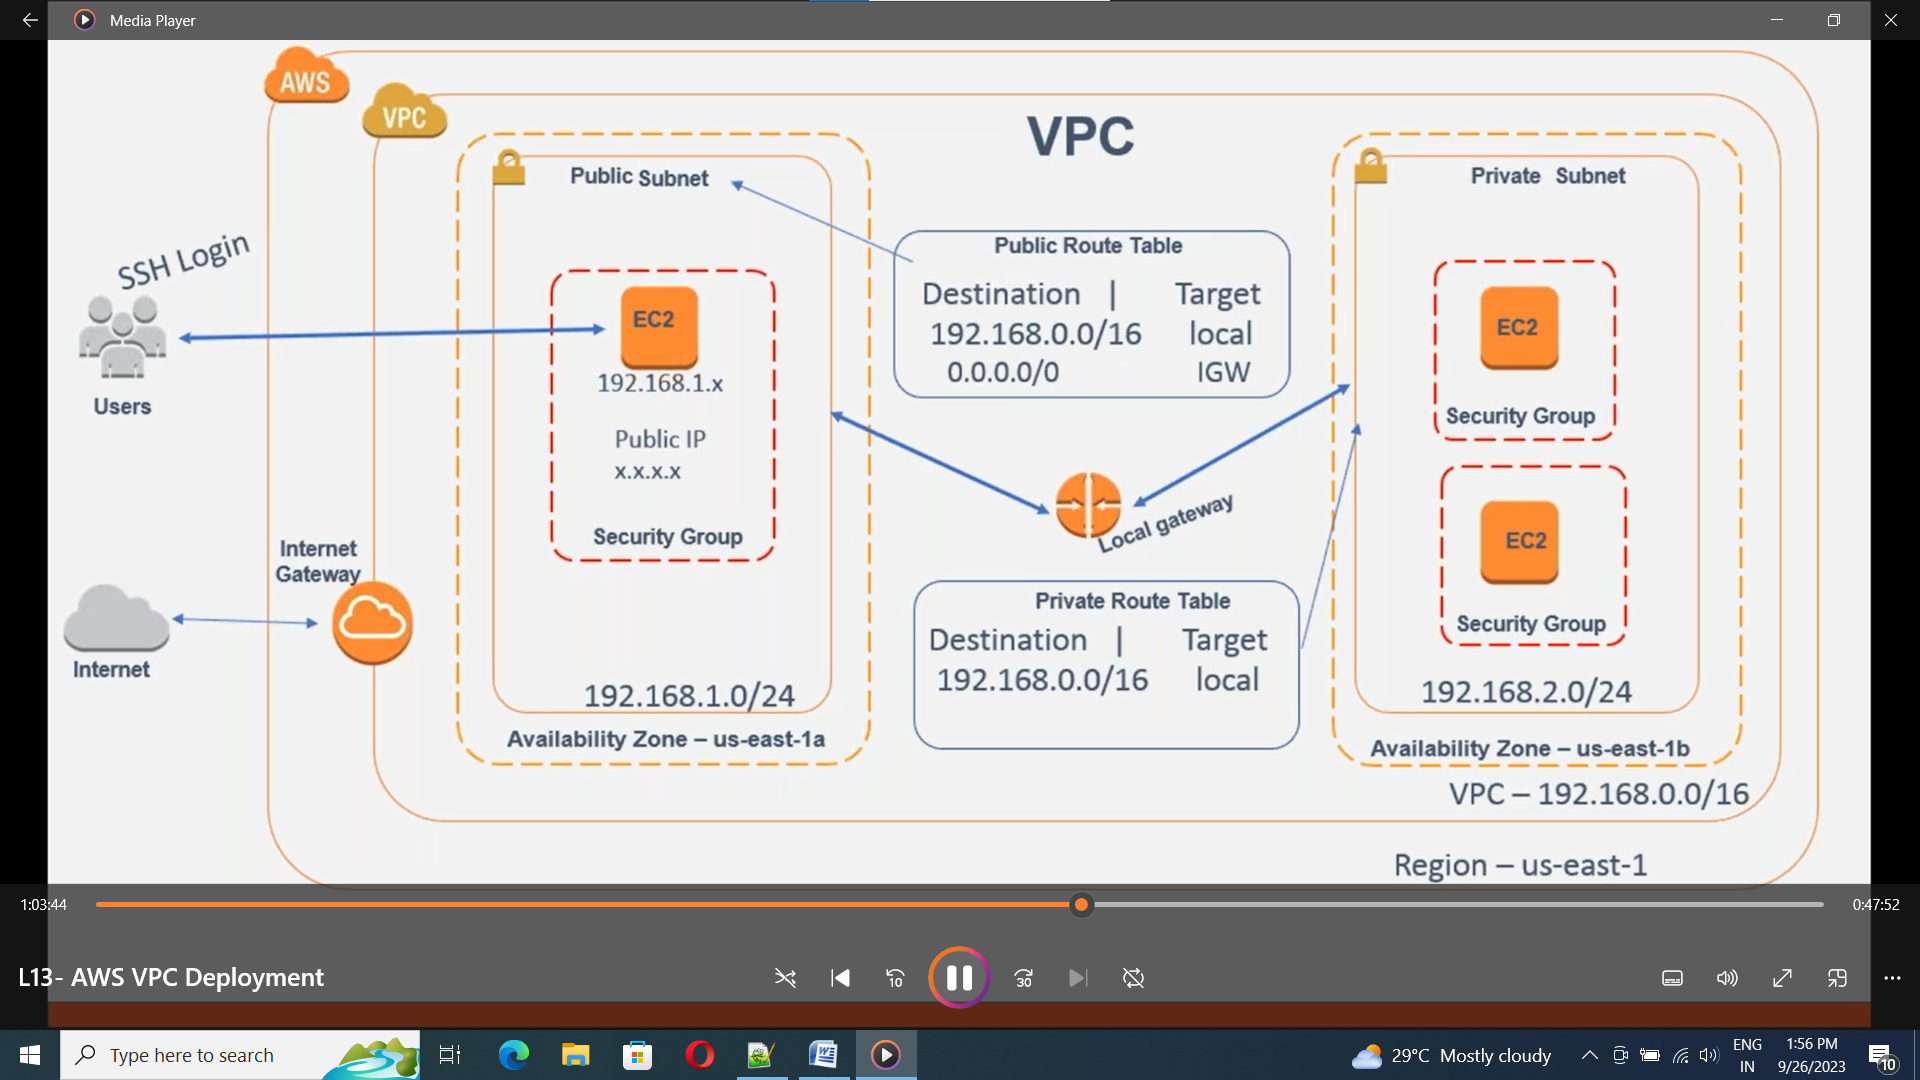 Media Player
AWS
VPC
VPC
Public Subnet
Private Subnet
SSH Login
Public Route Table
Destination | Target
192.168.0.0/16 local
0.0.0.0/0 IGW
EC2
192.168.1.x
Public IP
x.x.x.x
Security Group
EC2
Security Group
Users
Local gateway
EC2
Security Group
Internet
Gateway
Internet
Private Route Table
Destination | Target
192.168.0.0/16 local
192.168.1.0/24
192.168.2.0/24
Availability Zone – us-east-1a
Availability Zone – us-east-1b
VPC – 192.168.0.0/16
Region – us-east-1
1:03:44
0:47:52
L13- AWS VPC Deployment
10
30
Type here to search
29°C Mostly cloudy
ENG
IN
1:56 PM
9/26/2023
10